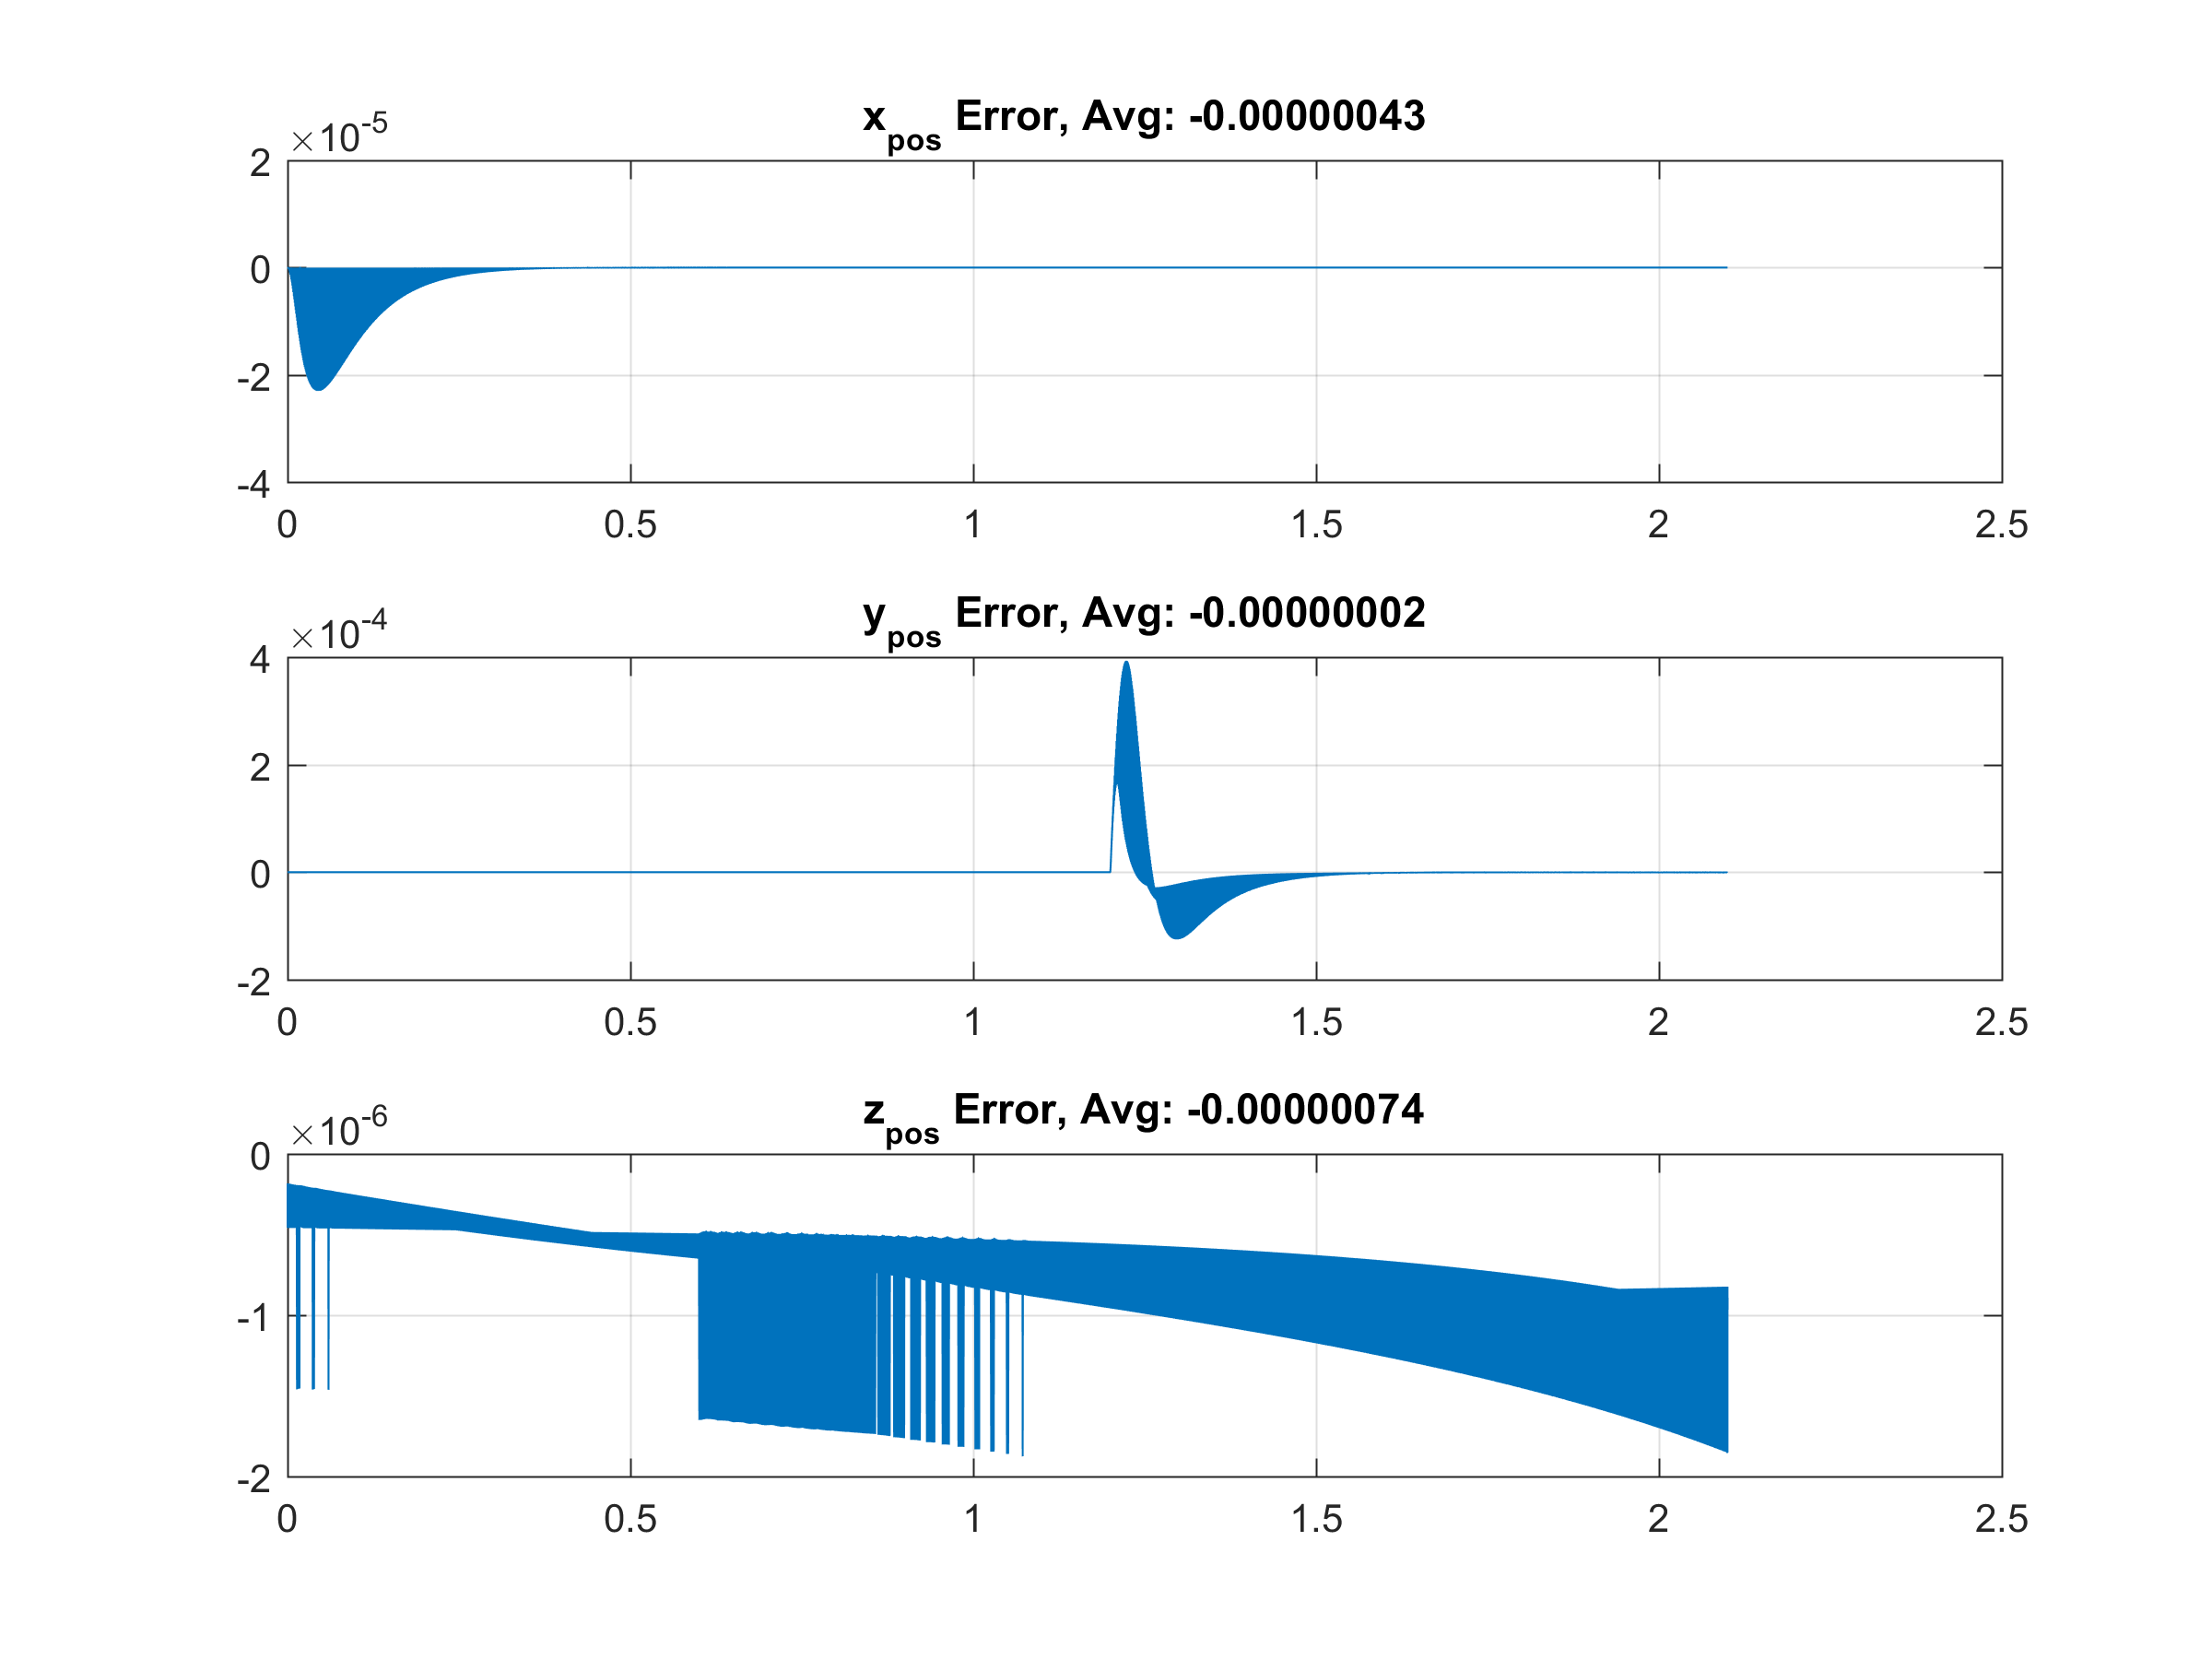 x_pos Error, Avg: -0.00000043
×10^-5
2
0
-2
-4
0 0.5 1 1.5 2 2.5
y_pos Error, Avg: -0.00000002
×10^-4
4
2
0
-2
0 0.5 1 1.5 2 2.5
z_pos Error, Avg: -0.00000074
×10^-6
0
-1
-2
0 0.5 1 1.5 2 2.5